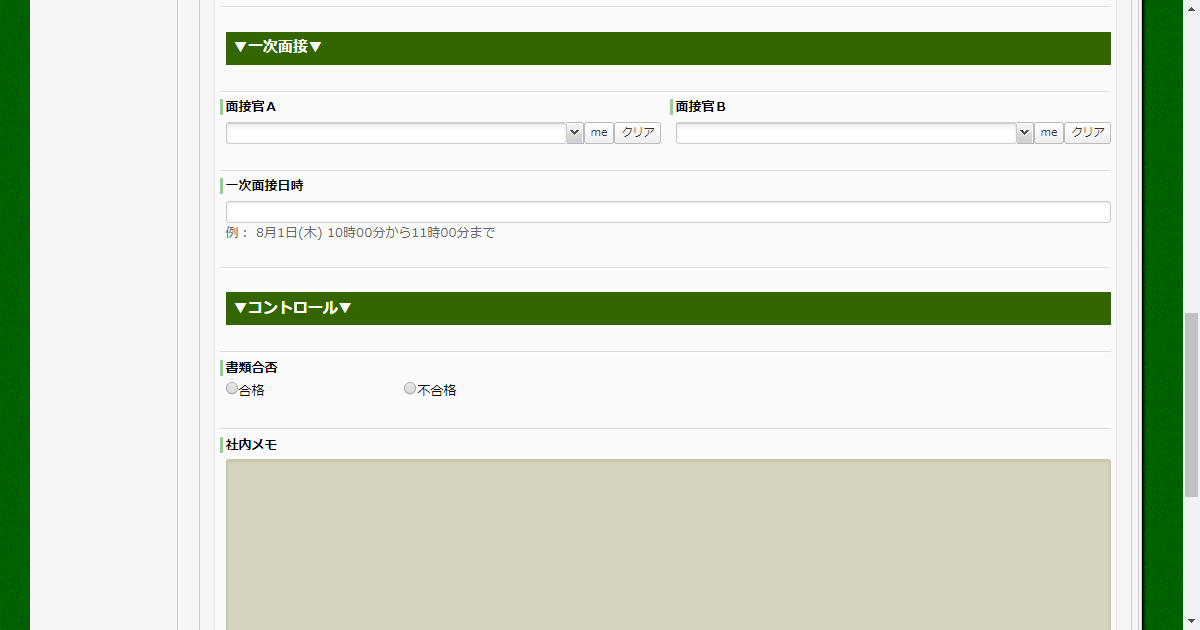 ▼一次面接▼
面接官A 面接官B
me クリア me クリア
一次面接日時
例： 8月1日(木) 10時00分から11時00分まで
▼コントロール▼
書類合否
合格 不合格
社内メモ